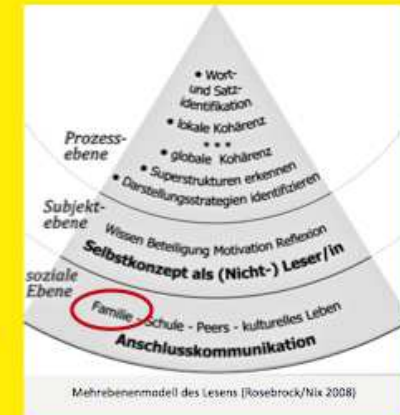 • Wort-
und Satz-
identifikation
• lokale Kohärenz
• • •
• globale Kohärenz
• Superstrukturen erkennen
• Darstellungsstrategien identifizieren
Prozess-
ebene
Subjekt-
ebene
Wissen Beteiligung Motivation Reflexion
Selbstkonzept als (Nicht-) Leser/in
soziale
Ebene
Familie - Schule - Peers - kulturelles Leben
Anschlusskommunikation
Mehrebenenmodell des Lesens (Rosebrock/Nix 2008)